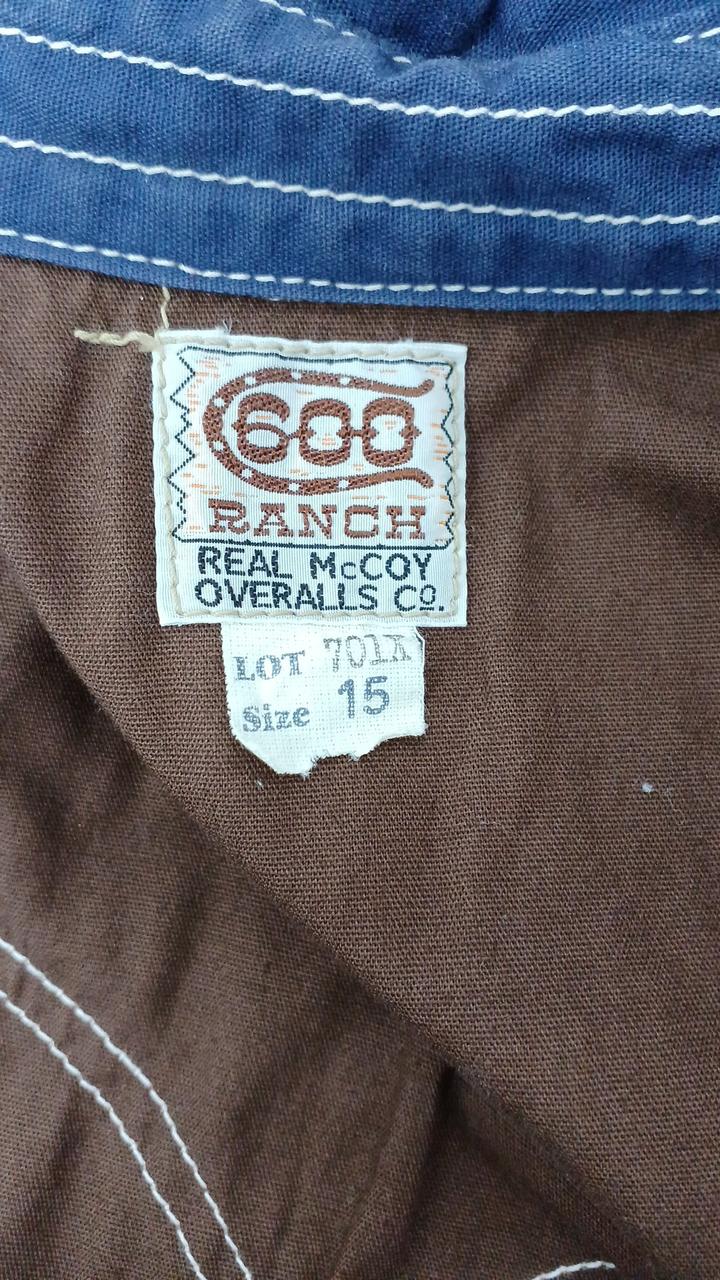 600
RANCH
REAL McCOY
OVERALLS CO.
LOT 701X
Size 15